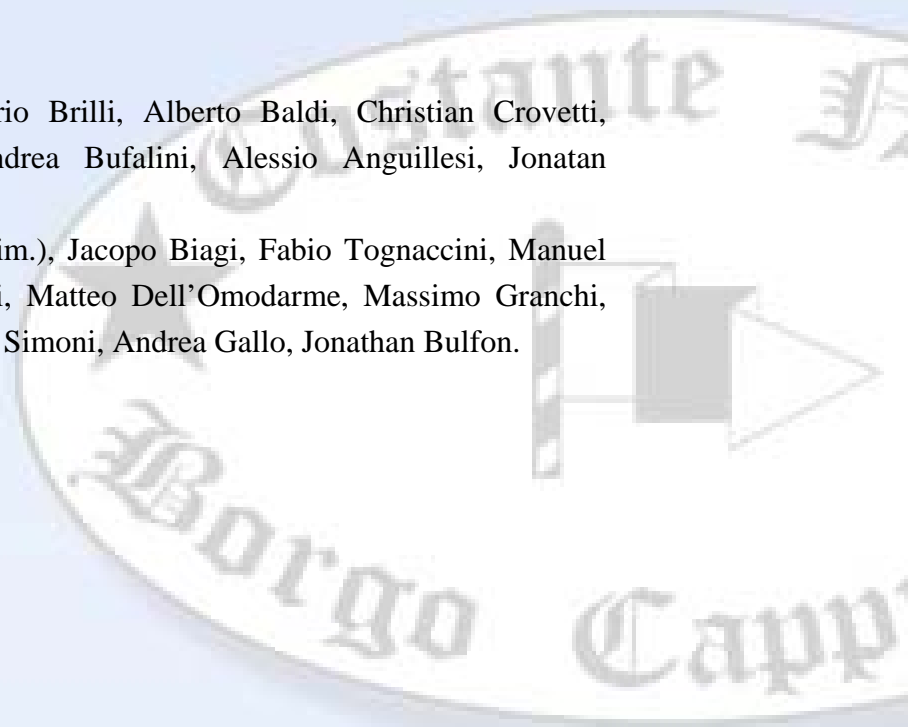 rio Brilli, Alberto Baldi, Christian Crovetti,
ndrea Bufalini, Alessio Anguillesi, Jonatan
im.), Jacopo Biagi, Fabio Tognaccini, Manuel
i, Matteo Dell’Omodarme, Massimo Granchi,
Simoni, Andrea Gallo, Jonathan Bulfon.
Costante
Borgo Capp